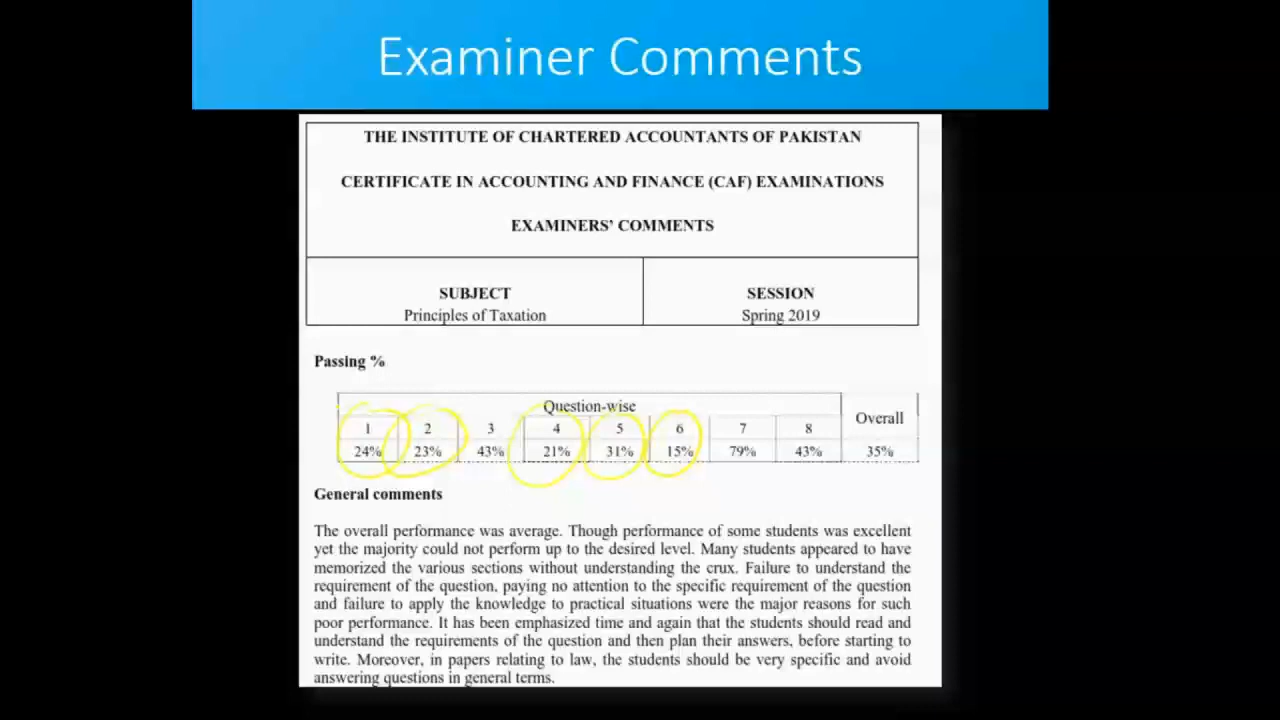 Examiner Comments
THE INSTITUTE OF CHARTERED ACCOUNTANTS OF PAKISTAN
CERTIFICATE IN ACCOUNTING AND FINANCE (CAF) EXAMINATIONS
EXAMINERS' COMMENTS
SUBJECT SESSION
Principles of Taxation Spring 2019
Passing %
Question-wise Overall
1 2 3 4 5 6 7 8
24% 23% 43% 21% 31% 15% 79% 43% 35%
General comments
The overall performance was average. Though performance of some students was excellent
yet the majority could not perform up to the desired level. Many students appeared to have
memorized the various sections without understanding the crux. Failure to understand the
requirement of the question, paying no attention to the specific requirement of the question
and failure to apply the knowledge to practical situations were the major reasons for such
poor performance. It has been emphasized time and again that the students should read and
understand the requirements of the question and then plan their answers, before starting to
write. Moreover, in papers relating to law, the students should be very specific and avoid
answering questions in general terms.